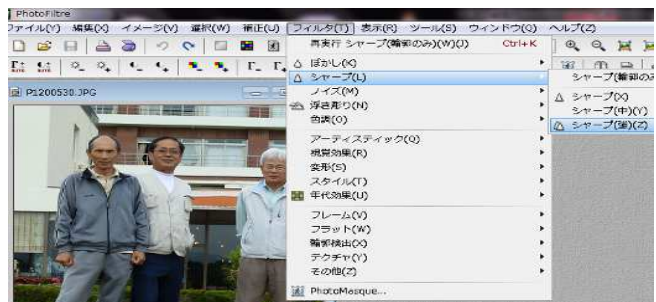 PhotoFiltre
ファイル(Y) 編集(X) イメージ(V) 選択(W) 補正(U) フィルタ(T) 表示(R) ツール(S) ウィンドウ(Q) ヘルプ(Z)
再実行 シャープ(輪郭のみ)(W)(J) Ctrl+K
ぼかし(K)
シャープ(L)
ノイズ(M)
浮き彫り(N)
色調(O)
アーティスティック(Q)
視覚効果(R)
変形(S)
スタイル(T)
年代効果(U)
フレーム(V)
フラット(W)
輪郭検出(X)
テクチャ(Y)
その他(Z)
PhotoMasque...
シャープ(輪郭のみ
シャープ(X)
シャープ(中)(Y)
シャープ(強)(Z)
P1200530.JPG